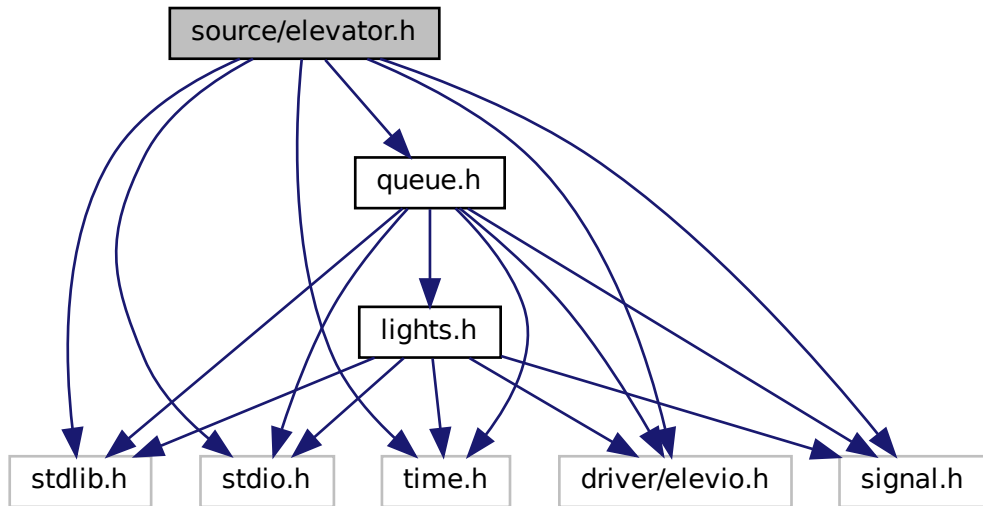 source/elevator.h
queue.h
lights.h
stdlib.h
stdio.h
time.h
driver/elevio.h
signal.h